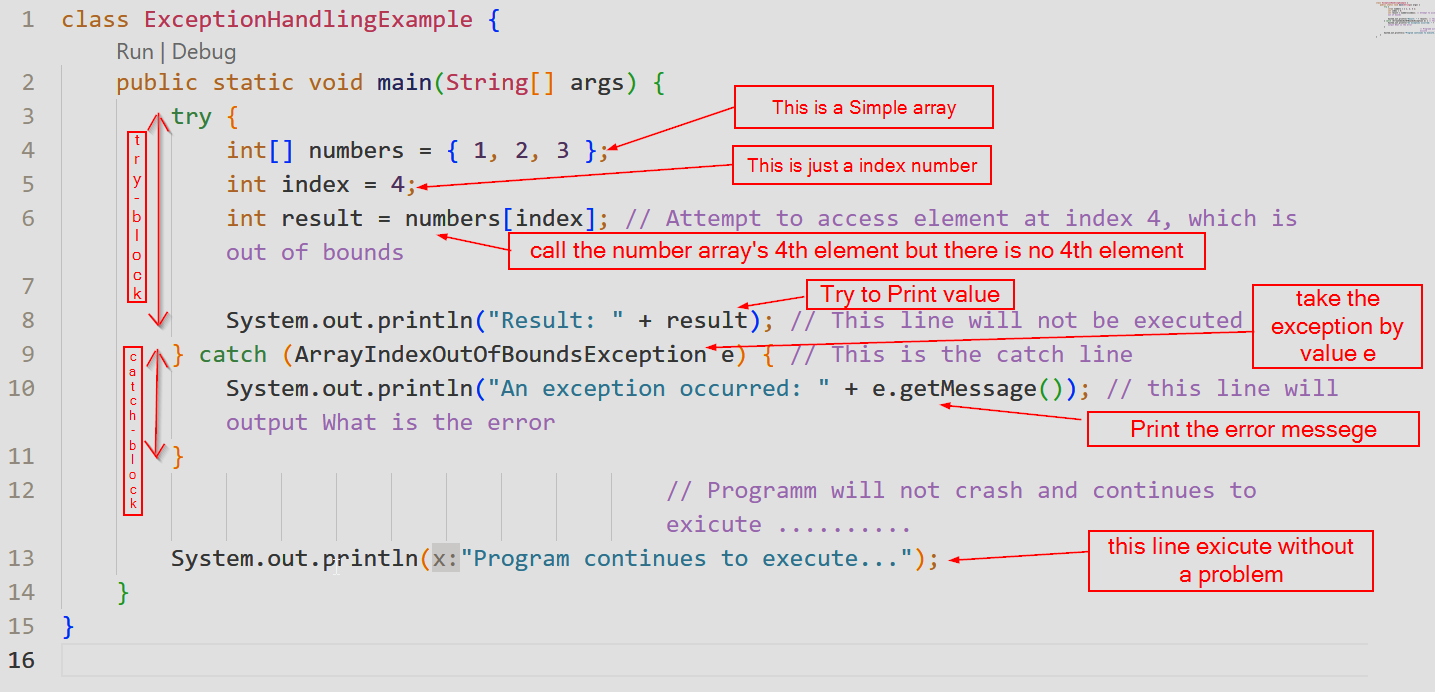 1 class ExceptionHandlingExample {
Run | Debug
2 public static void main(String[] args) {
3 try {
This is a Simple array
4 int[] numbers = { 1, 2, 3 };
This is just a index number
5 int index = 4;
6 int result = numbers[index]; // Attempt to access element at index 4, which is
out of bounds
call the number array's 4th element but there is no 4th element
try-block
7
Try to Print value
8 System.out.println("Result: " + result); // This line will not be executed
take the
exception by
value e
9 } catch (ArrayIndexOutOfBoundsException e) { // This is the catch line
10 System.out.println("An exception occurred: " + e.getMessage()); // this line will
output What is the error
Print the error messege
catch-block
11 }
12 // Programm will not crash and continues to
exicute ..........
13 System.out.println(x:"Program continues to execute...");
this line exicute without
a problem
14 }
15 }
16